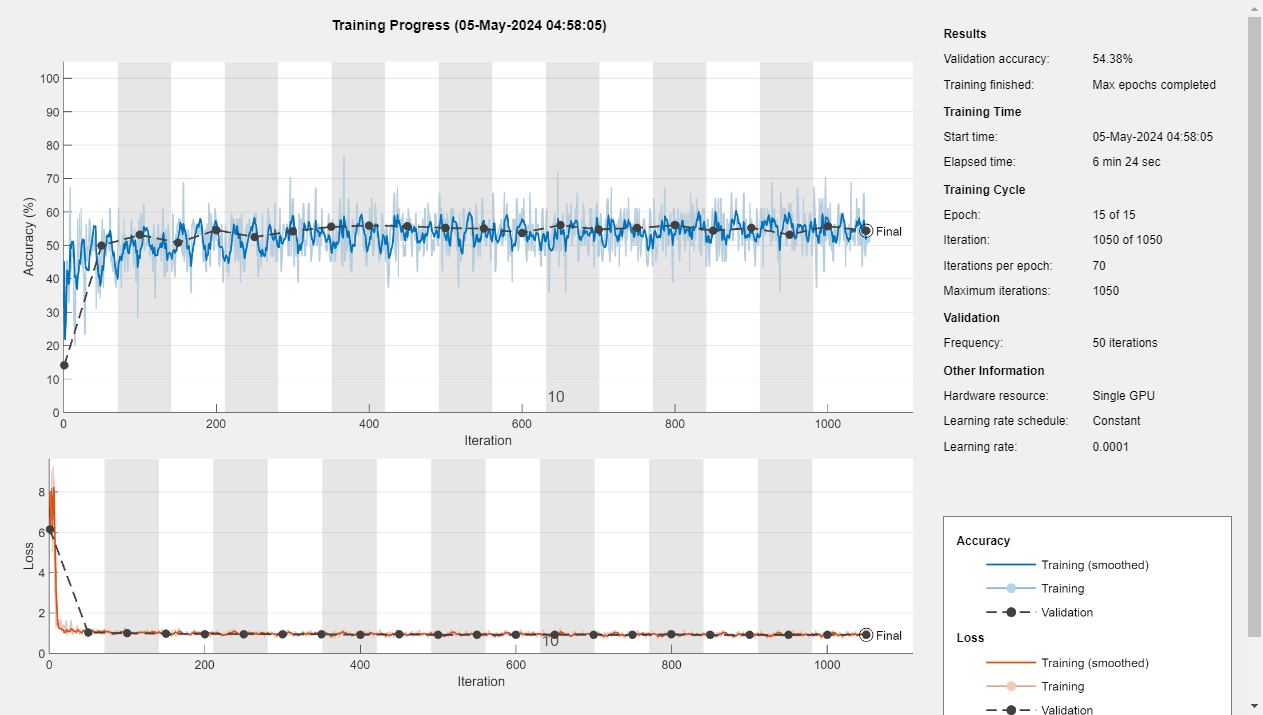 Training Progress (05-May-2024 04:58:05)
100
90
80
70
60
50
40
30
20
10
0
Accuracy (%)
Final
10
0
200
400
600
800
1000
Iteration
8
6
4
2
0
Loss
Final
10
0
200
400
600
800
1000
Iteration
Results
Validation accuracy: 54.38%
Training finished: Max epochs completed
Training Time
Start time: 05-May-2024 04:58:05
Elapsed time: 6 min 24 sec
Training Cycle
Epoch: 15 of 15
Iteration: 1050 of 1050
Iterations per epoch: 70
Maximum iterations: 1050
Validation
Frequency: 50 iterations
Other Information
Hardware resource: Single GPU
Learning rate schedule: Constant
Learning rate: 0.0001
Accuracy
Training (smoothed)
Training
Validation
Loss
Training (smoothed)
Training
Validation